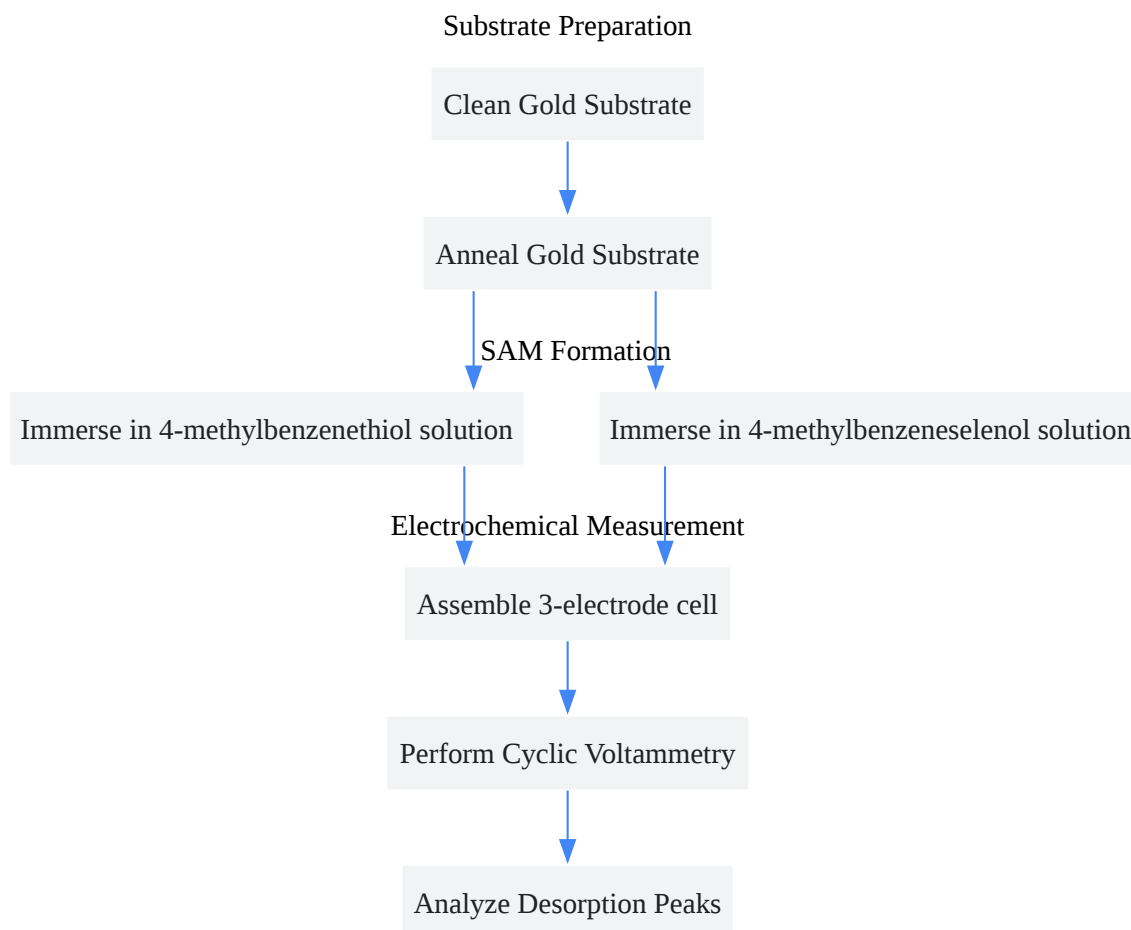 Substrate Preparation
Clean Gold Substrate
Anneal Gold Substrate
SAM Formation
Immerse in 4-methylbenzenethiol solution
Immerse in 4-methylbenzeneselenol solution
Electrochemical Measurement
Assemble 3-electrode cell
Perform Cyclic Voltammetry
Analyze Desorption Peaks